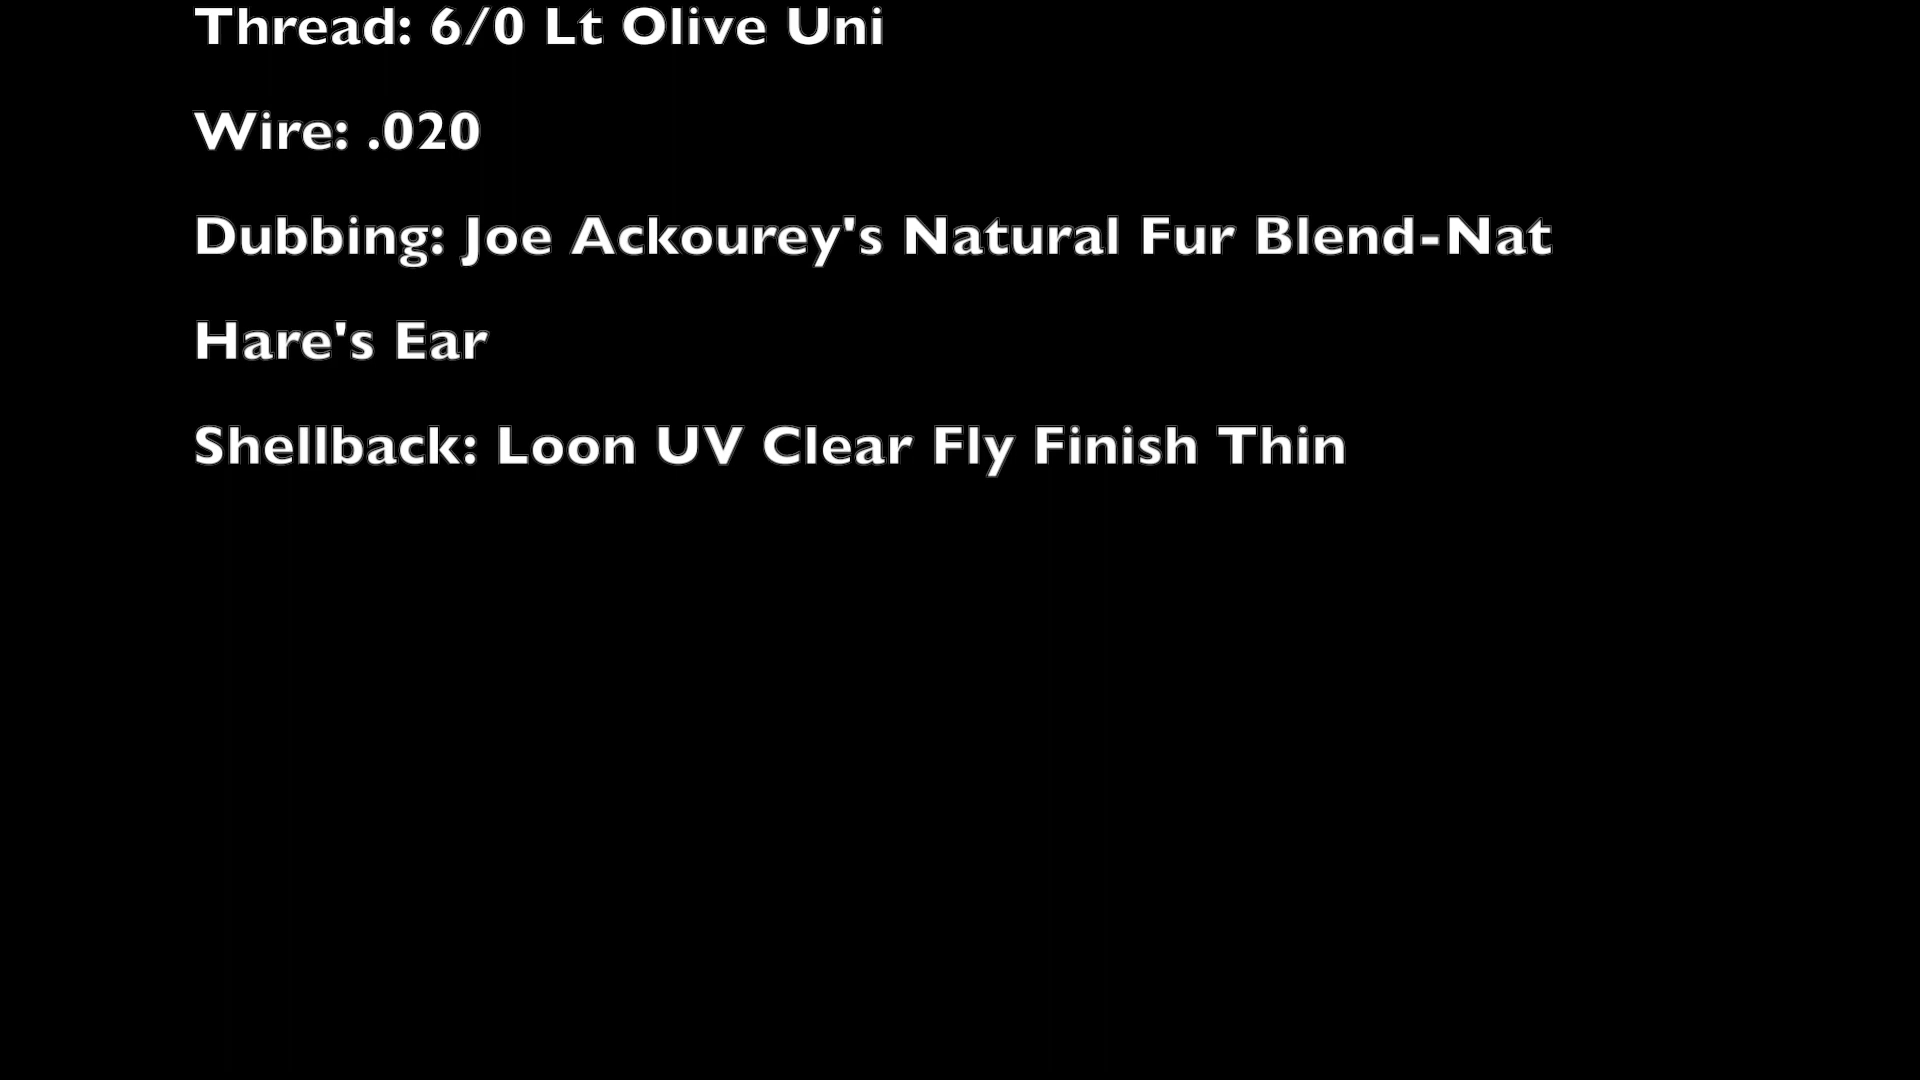 Thread: 6/0 Lt Olive Uni
Wire: .020
Dubbing: Joe Ackourey's Natural Fur Blend-Nat
Hare's Ear
Shellback: Loon UV Clear Fly Finish Thin